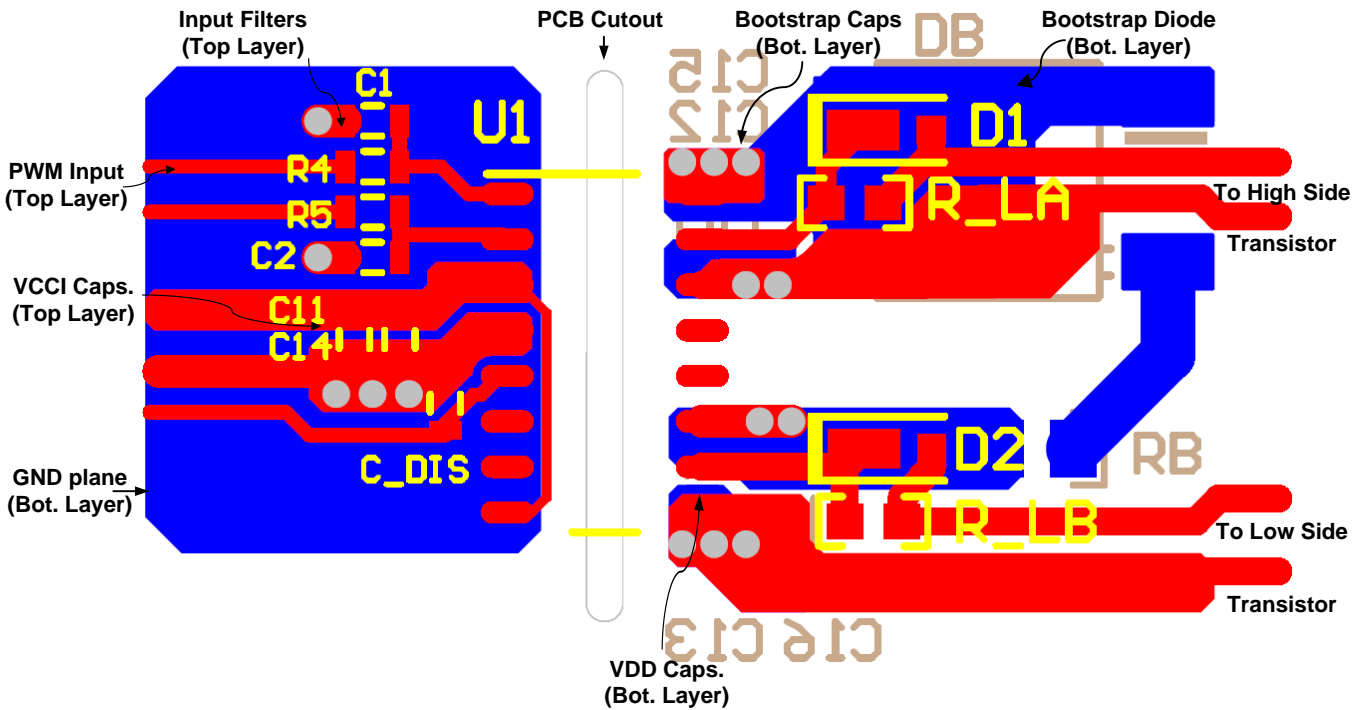 Input Filters
(Top Layer)
PCB Cutout
Bootstrap Caps
(Bot. Layer)
Bootstrap Diode
(Bot. Layer)
DB
C15
C12
C1
U1
D1
PWM Input
(Top Layer)
R4
R5
R_LA
To High Side
Transistor
C2
VCCI Caps.
(Top Layer)
C11
C14
D2
RB
GND plane
(Bot. Layer)
C_DIS
R_LB
To Low Side
Transistor
C13
C16
VDD Caps.
(Bot. Layer)